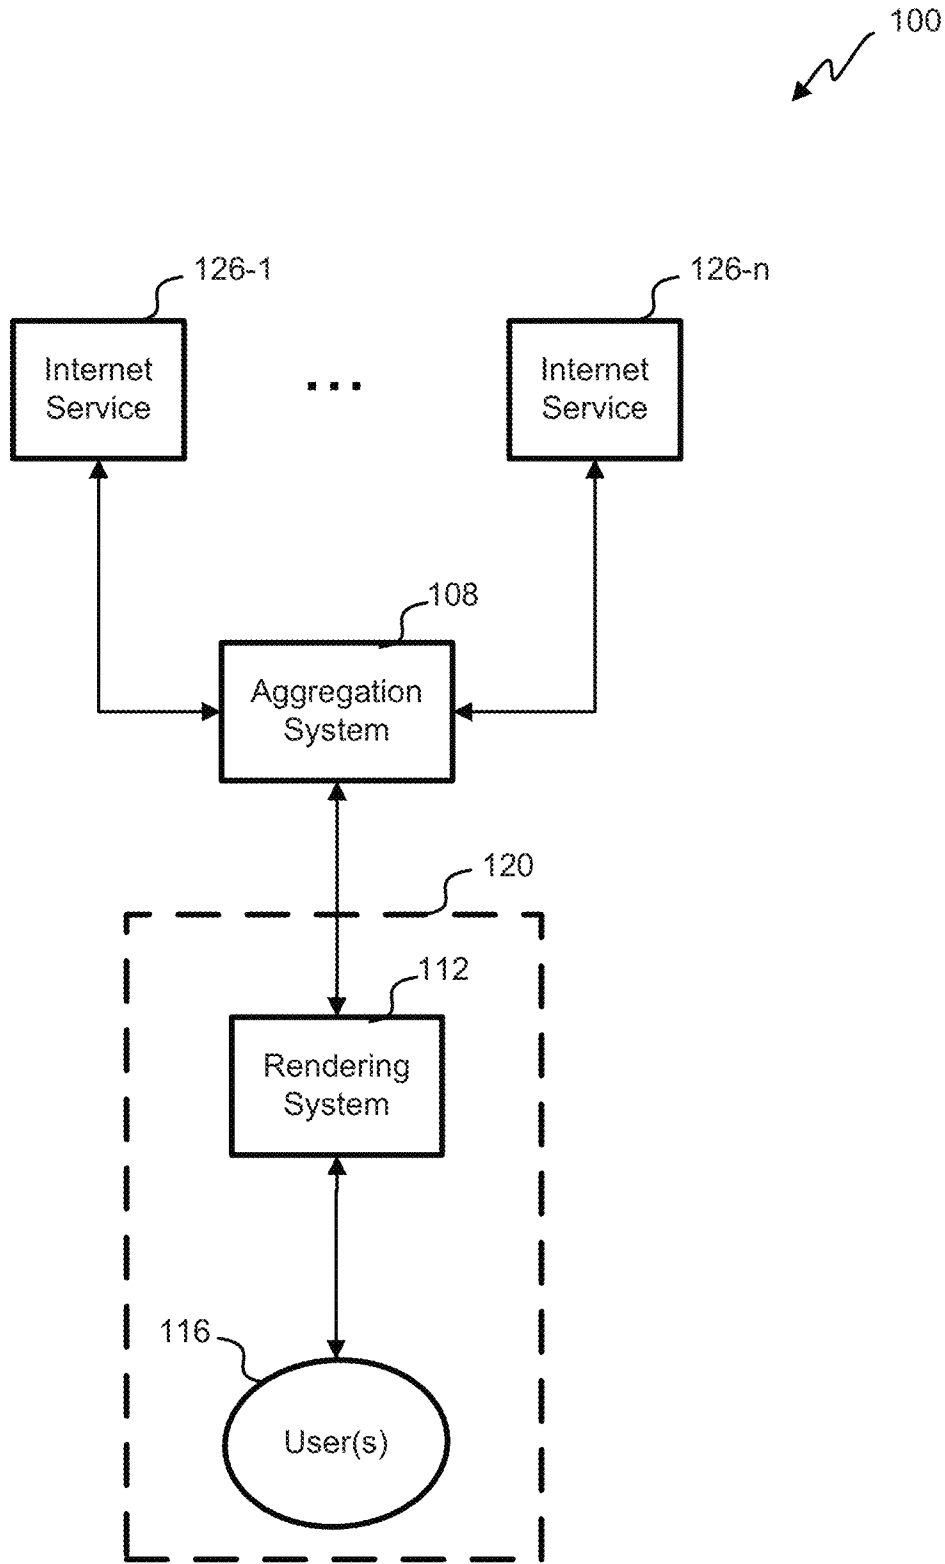 100
126-1
126-n
Internet
Service
...
Internet
Service
108
Aggregation
System
120
112
Rendering
System
116
User(s)